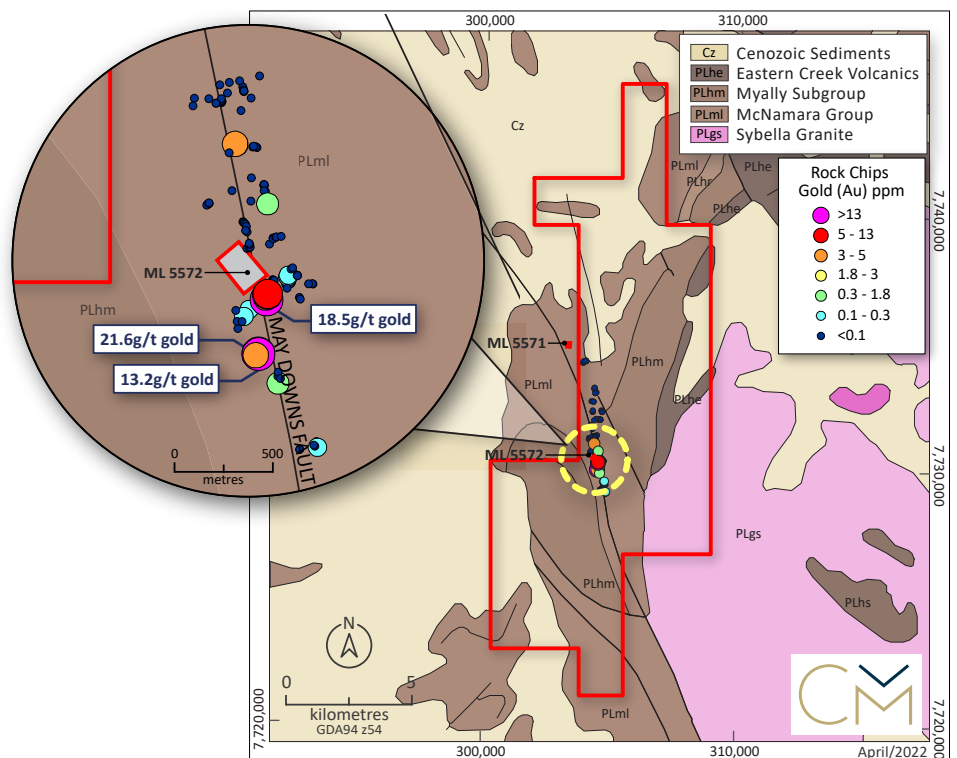 300,000
310,000
Cz Cenozoic Sediments
PLhe Eastern Creek Volcanics
PLhm Myally Subgroup
PLml McNamara Group
PLgs Sybella Granite
Rock Chips
Gold (Au) ppm
>13
5 - 13
3 - 5
1.8 - 3
0.3 - 1.8
0.1 - 0.3
<0.1
Cz
PLml
PLhr
PLhe
PLhe
7,740,000
PLml
ML 5572
PLhm
18.5g/t gold
21.6g/t gold
13.2g/t gold
MAY DOWNS FAULT
0 500
metres
ML 5571
PLhm
PLml
PLhe
ML 5572
7,730,000
PLgs
PLhm
PLhs
N
0 5
kilometres
GDA94 z54
PLml
CM
7,720,000
7,720,000
300,000
310,000
April/2022